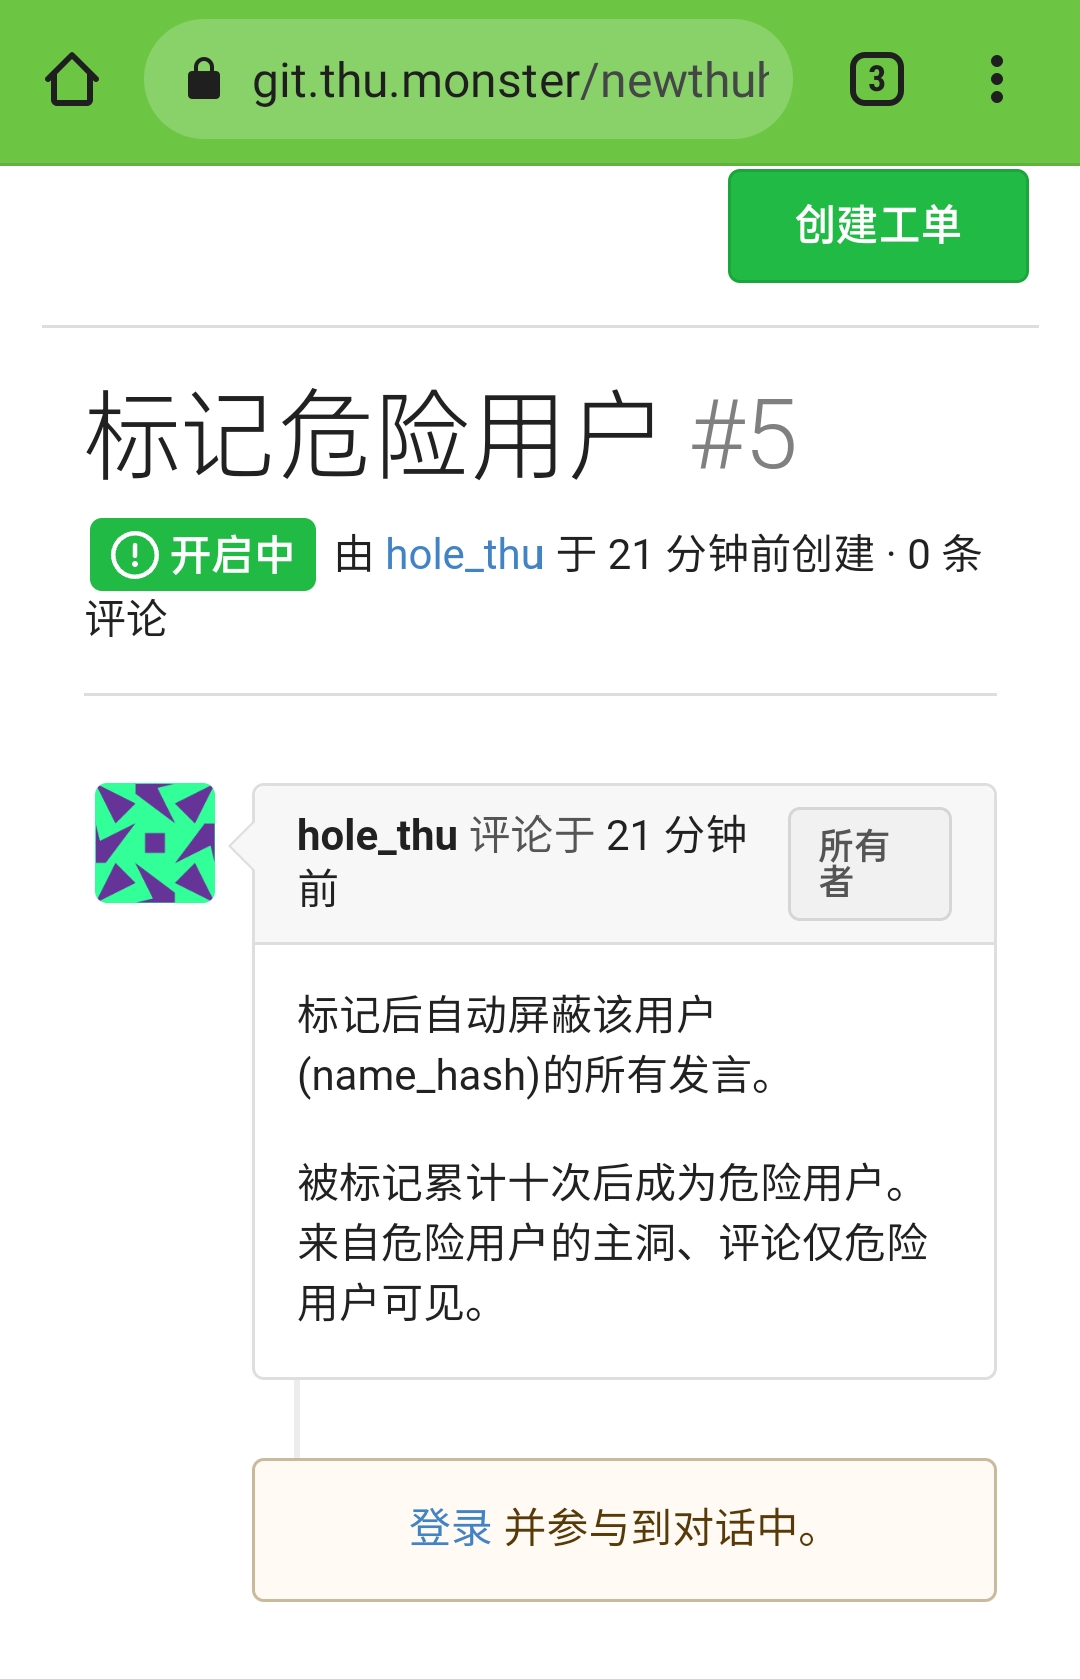 git.thu.monster/newthuh
3
创建工单
标记危险用户 #5
开启中 由 hole_thu 于 21 分钟前创建 · 0 条
评论
hole_thu 评论于 21 分钟
前
所有
者
标记后自动屏蔽该用户
(name_hash)的所有发言。
被标记累计十次后成为危险用户。
来自危险用户的主洞、评论仅危险
用户可见。
登录 并参与到对话中。